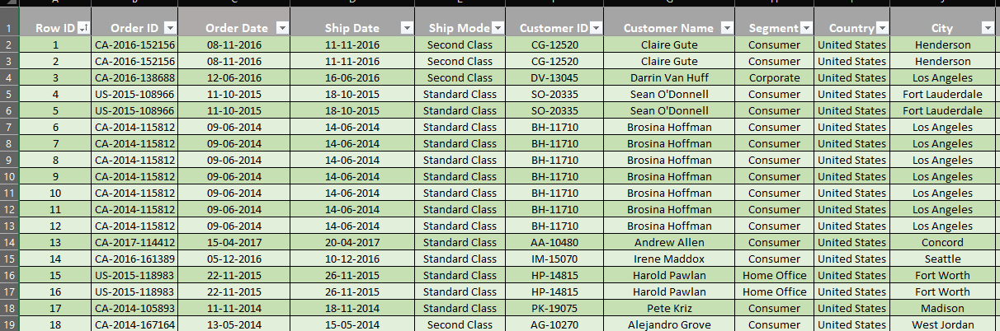 1 Row ID Order ID Order Date Ship Date Ship Mode Customer ID Customer Name Segment Country City
2 1 CA-2016-152156 08-11-2016 11-11-2016 Second Class CG-12520 Claire Gute Consumer United States Henderson
3 2 CA-2016-152156 08-11-2016 11-11-2016 Second Class CG-12520 Claire Gute Consumer United States Henderson
4 3 CA-2016-138688 12-06-2016 16-06-2016 Second Class DV-13045 Darrin Van Huff Corporate United States Los Angeles
5 4 US-2015-108966 11-10-2015 18-10-2015 Standard Class SO-20335 Sean O'Donnell Consumer United States Fort Lauderdale
6 5 US-2015-108966 11-10-2015 18-10-2015 Standard Class SO-20335 Sean O'Donnell Consumer United States Fort Lauderdale
7 6 CA-2014-115812 09-06-2014 14-06-2014 Standard Class BH-11710 Brosina Hoffman Consumer United States Los Angeles
8 7 CA-2014-115812 09-06-2014 14-06-2014 Standard Class BH-11710 Brosina Hoffman Consumer United States Los Angeles
9 8 CA-2014-115812 09-06-2014 14-06-2014 Standard Class BH-11710 Brosina Hoffman Consumer United States Los Angeles
10 9 CA-2014-115812 09-06-2014 14-06-2014 Standard Class BH-11710 Brosina Hoffman Consumer United States Los Angeles
11 10 CA-2014-115812 09-06-2014 14-06-2014 Standard Class BH-11710 Brosina Hoffman Consumer United States Los Angeles
12 11 CA-2014-115812 09-06-2014 14-06-2014 Standard Class BH-11710 Brosina Hoffman Consumer United States Los Angeles
13 12 CA-2014-115812 09-06-2014 14-06-2014 Standard Class BH-11710 Brosina Hoffman Consumer United States Los Angeles
14 13 CA-2017-114412 15-04-2017 20-04-2017 Standard Class AA-10480 Andrew Allen Consumer United States Concord
15 14 CA-2016-161389 05-12-2016 10-12-2016 Standard Class IM-15070 Irene Maddox Consumer United States Seattle
16 15 US-2015-118983 22-11-2015 26-11-2015 Standard Class HP-14815 Harold Pawlan Home Office United States Fort Worth
17 16 US-2015-118983 22-11-2015 26-11-2015 Standard Class HP-14815 Harold Pawlan Home Office United States Fort Worth
18 17 CA-2014-105893 11-11-2014 18-11-2014 Standard Class PK-19075 Pete Kriz Consumer United States Madison
19 18 CA-2014-167164 13-05-2014 15-05-2014 Second Class AG-10270 Alejandro Grove Consumer United States West Jordan